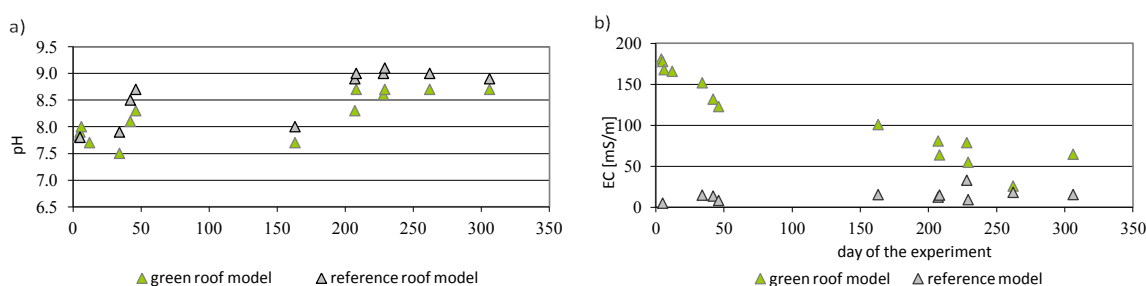 a)
9.5
9.0
8.5
8.0
7.5
7.0
6.5
pH
0 50 100 150 200 250 300 350
green roof model reference roof model
b)
200
150
100
50
0
EC [mS/m]
0 50 100 150 200 250 300 350
day of the experiment
green roof model reference model